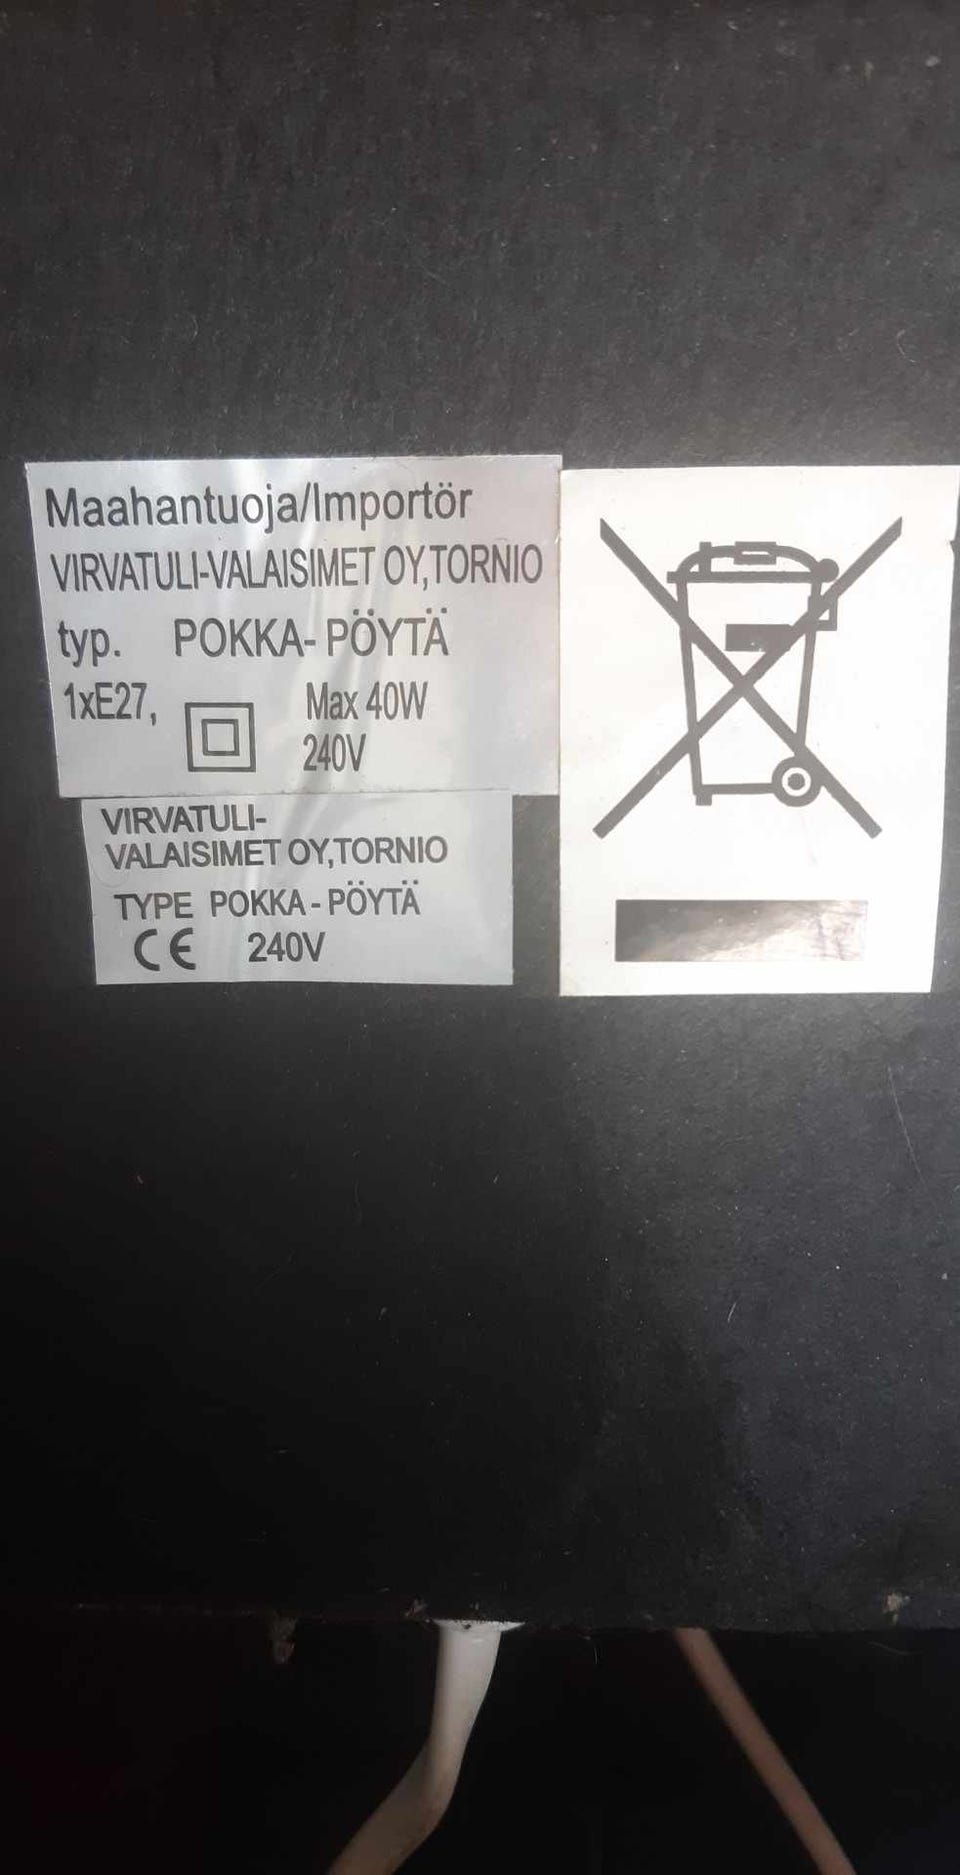 Maahantuoja/Importör
VIRVATULI-VALAISIMET OY,TORNIO
typ. POKKA- PÖYTÄ
1xE27, Max 40W
240V
VIRVATULI-
VALAISIMET OY,TORNIO
TYPE POKKA - PÖYTÄ
CE 240V